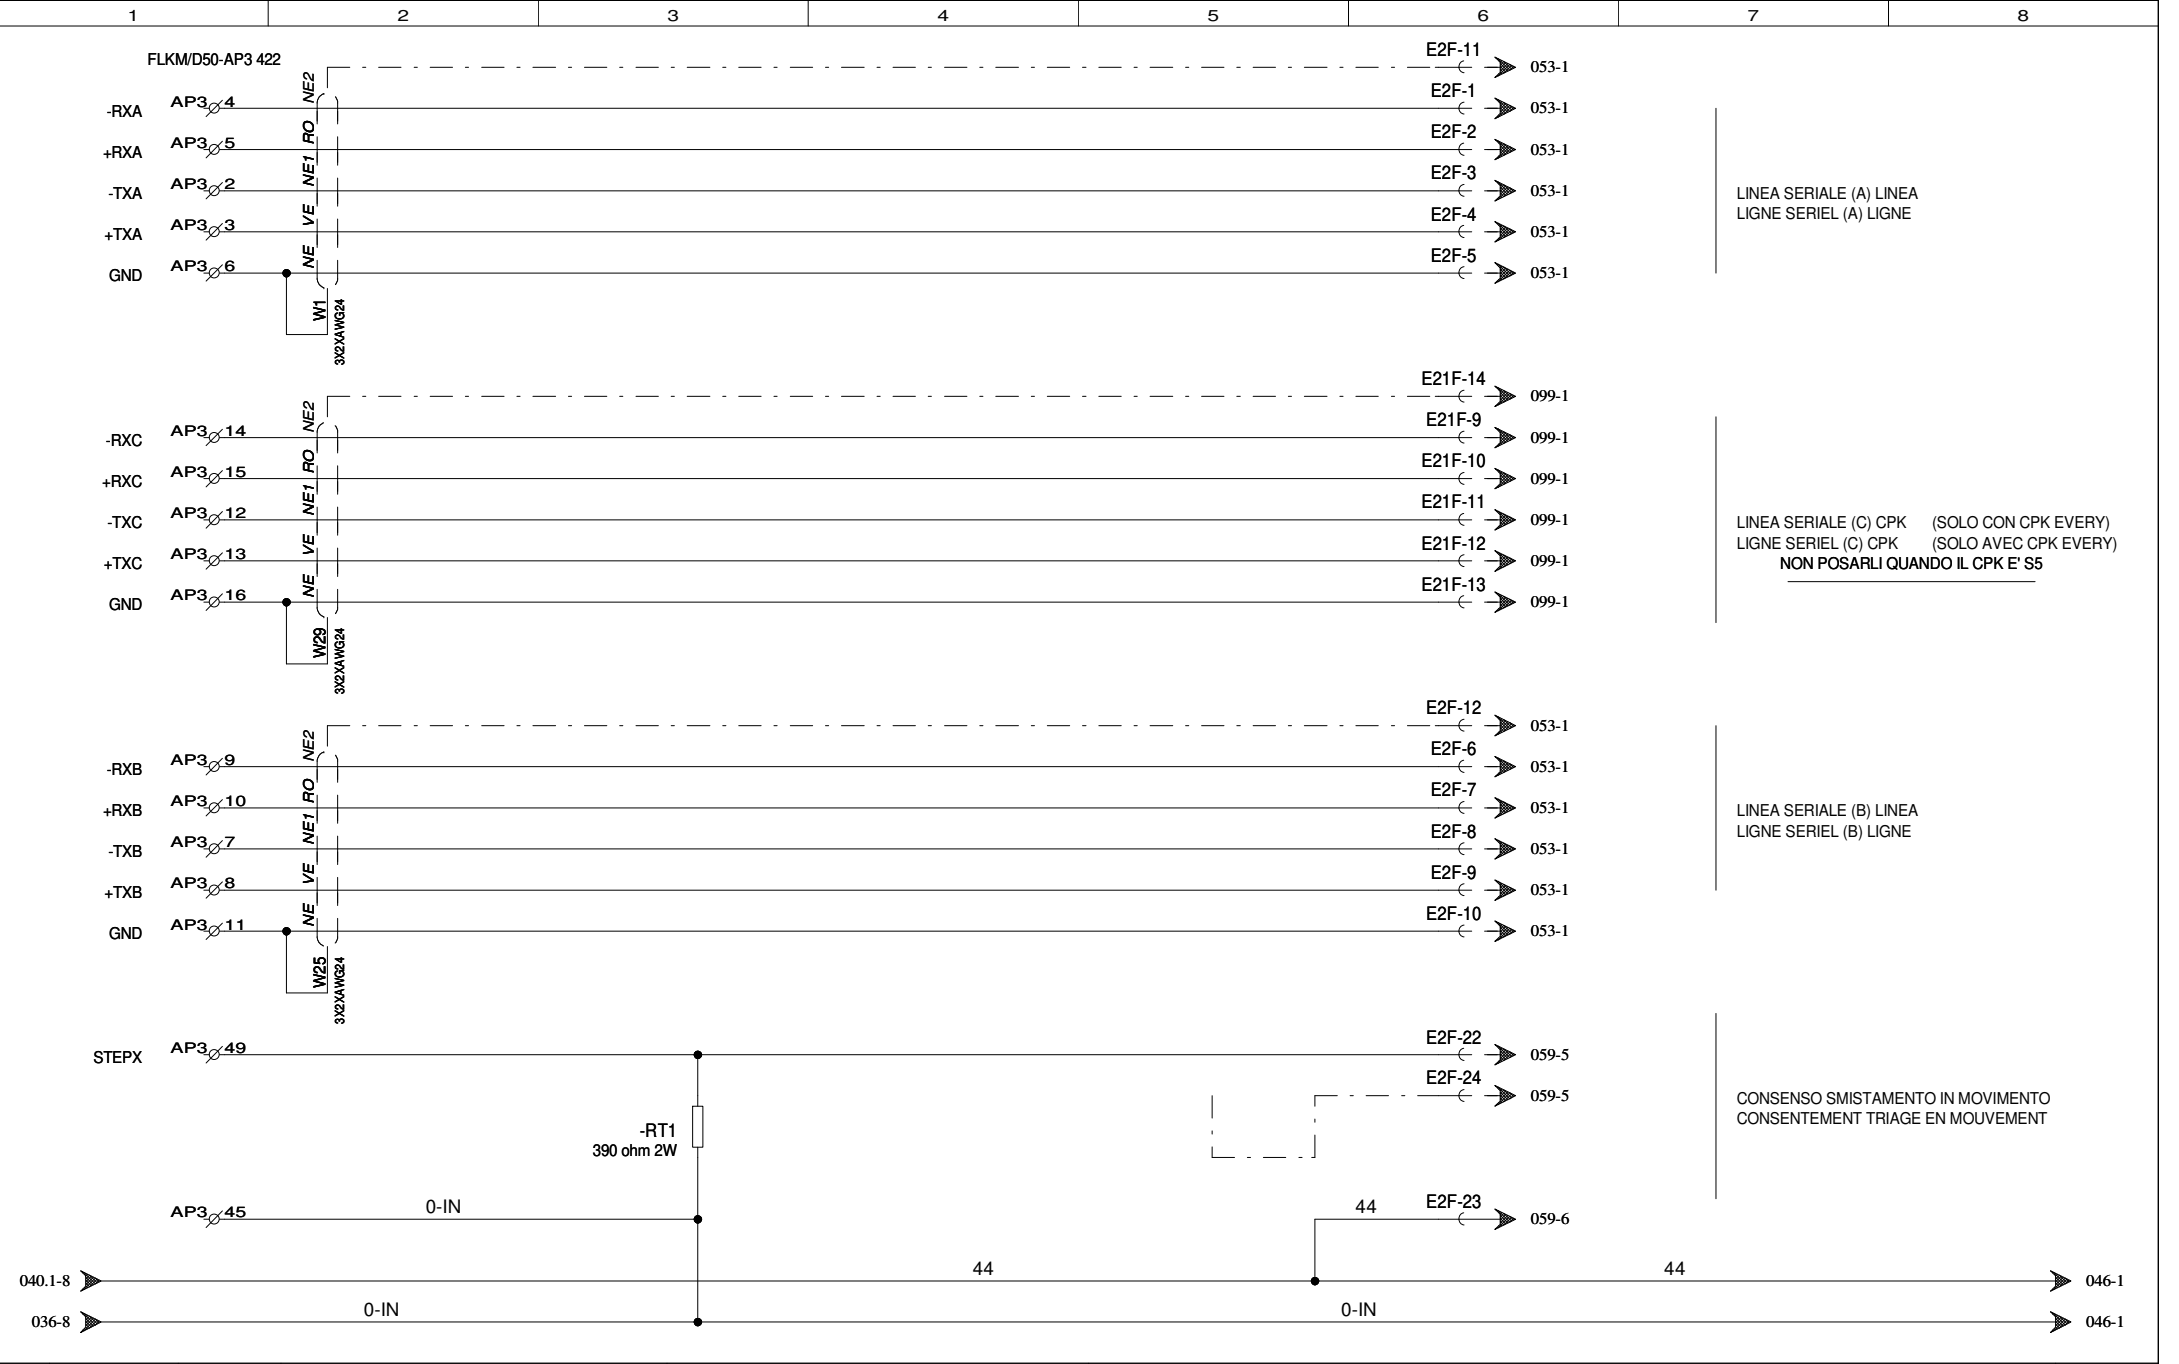 1 2 3 4 5 6 7 8
FLKM/D50-AP3 422
NE2 E2F-11 053-1
-RXA AP3 4 E2F-1 053-1
RO
+RXA AP3 5 E2F-2 053-1
NE1
-TXA AP3 2 E2F-3 053-1
VE
+TXA AP3 3 E2F-4 053-1
NE
GND AP3 6 E2F-5 053-1
W1
3X2XAWG24
LINEA SERIALE (A) LINEA
LIGNE SERIEL (A) LIGNE
NE2 E21F-14 099-1
-RXC AP3 14 E21F-9 099-1
RO
+RXC AP3 15 E21F-10 099-1
NE1
-TXC AP3 12 E21F-11 099-1
VE
+TXC AP3 13 E21F-12 099-1
NE
GND AP3 16 E21F-13 099-1
W29
3X2XAWG24
LINEA SERIALE (C) CPK (SOLO CON CPK EVERY)
LIGNE SERIEL (C) CPK (SOLO AVEC CPK EVERY)
NON POSARLI QUANDO IL CPK E' S5
NE2 E2F-12 053-1
-RXB AP3 9 E2F-6 053-1
RO
+RXB AP3 10 E2F-7 053-1
NE1
-TXB AP3 7 E2F-8 053-1
VE
+TXB AP3 8 E2F-9 053-1
NE
GND AP3 11 E2F-10 053-1
W25
3X2XAWG24
LINEA SERIALE (B) LINEA
LIGNE SERIEL (B) LIGNE
STEPX AP3 49 E2F-22 059-5
E2F-24 059-5
-RT1
390 ohm 2W
CONSENSO SMISTAMENTO IN MOVIMENTO
CONSENTEMENT TRIAGE EN MOUVEMENT
AP3 45 0-IN 44 E2F-23 059-6
040.1-8 44 44 046-1
036-8 0-IN 0-IN 046-1